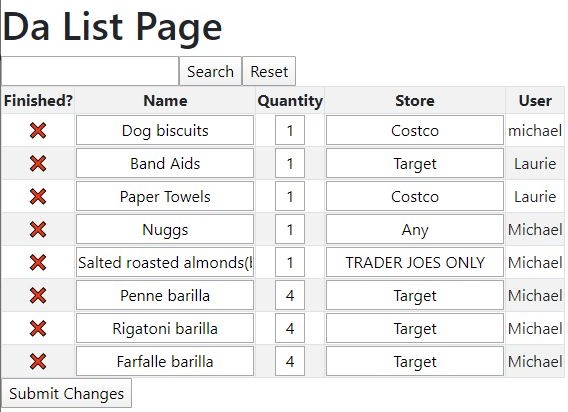 Da List Page
Search Reset
Finished? Name Quantity Store User
Dog biscuits 1 Costco michael
Band Aids 1 Target Laurie
Paper Towels 1 Costco Laurie
Nuggs 1 Any Michael
Salted roasted almonds( 1 TRADER JOES ONLY Michael
Penne barilla 4 Target Michael
Rigatoni barilla 4 Target Michael
Farfalle barilla 4 Target Michael
Submit Changes